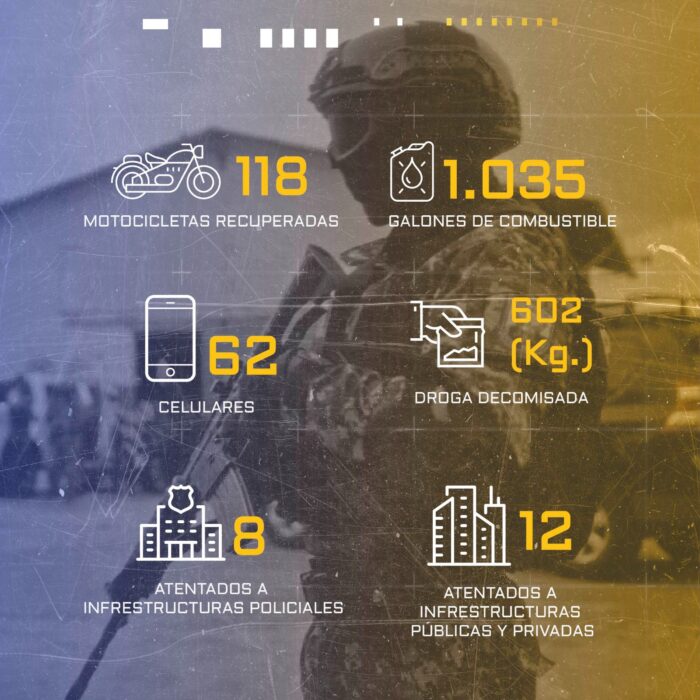 118
MOTOCICLETAS RECUPERADAS
1.035
GALONES DE COMBUSTIBLE
62
CELULARES
602
(Kg.)
DROGA DECOMISADA
8
ATENTADOS A
INFRESTRUCTURAS POLICIALES
12
ATENTADOS A
INFRESTRUCTURAS
PÚBLICAS Y PRIVADAS